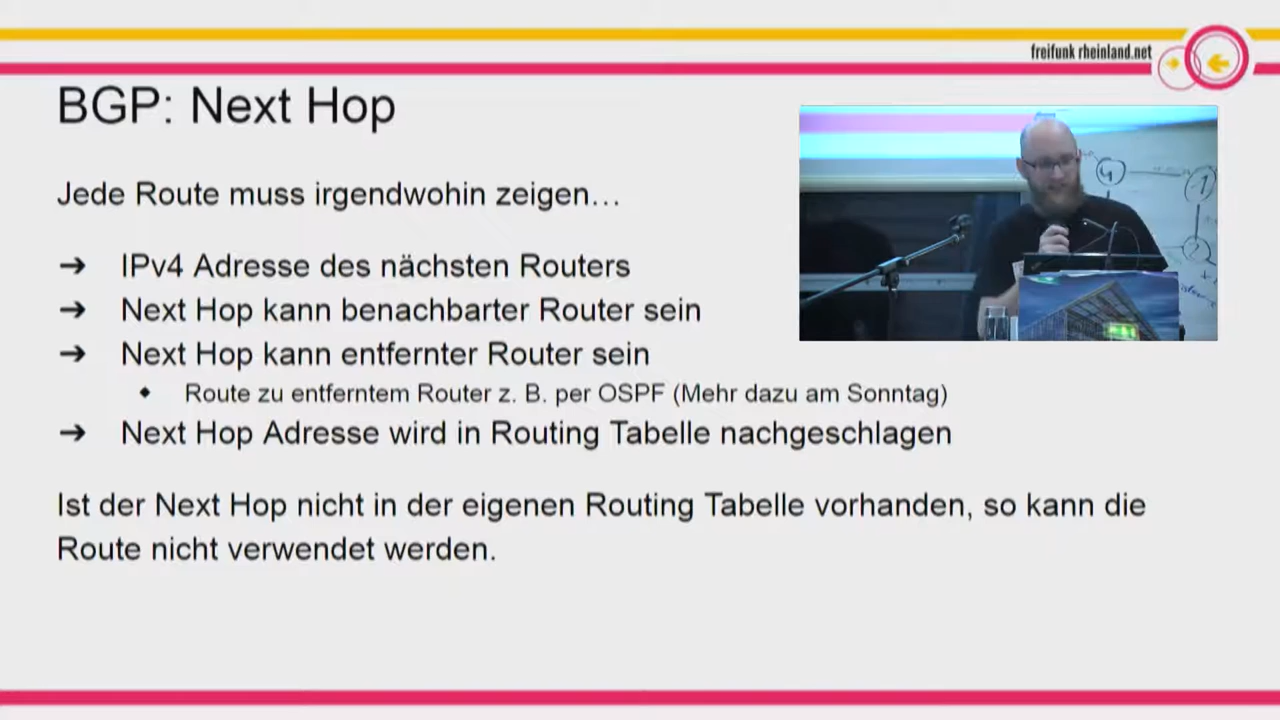 freifunk rheinland.net
BGP: Next Hop
Jede Route muss irgendwohin zeigen…
➔ IPv4 Adresse des nächsten Routers
➔ Next Hop kann benachbarter Router sein
➔ Next Hop kann entfernter Router sein
◆ Route zu entferntem Router z. B. per OSPF (Mehr dazu am Sonntag)
➔ Next Hop Adresse wird in Routing Tabelle nachgeschlagen
Ist der Next Hop nicht in der eigenen Routing Tabelle vorhanden, so kann die
Route nicht verwendet werden.